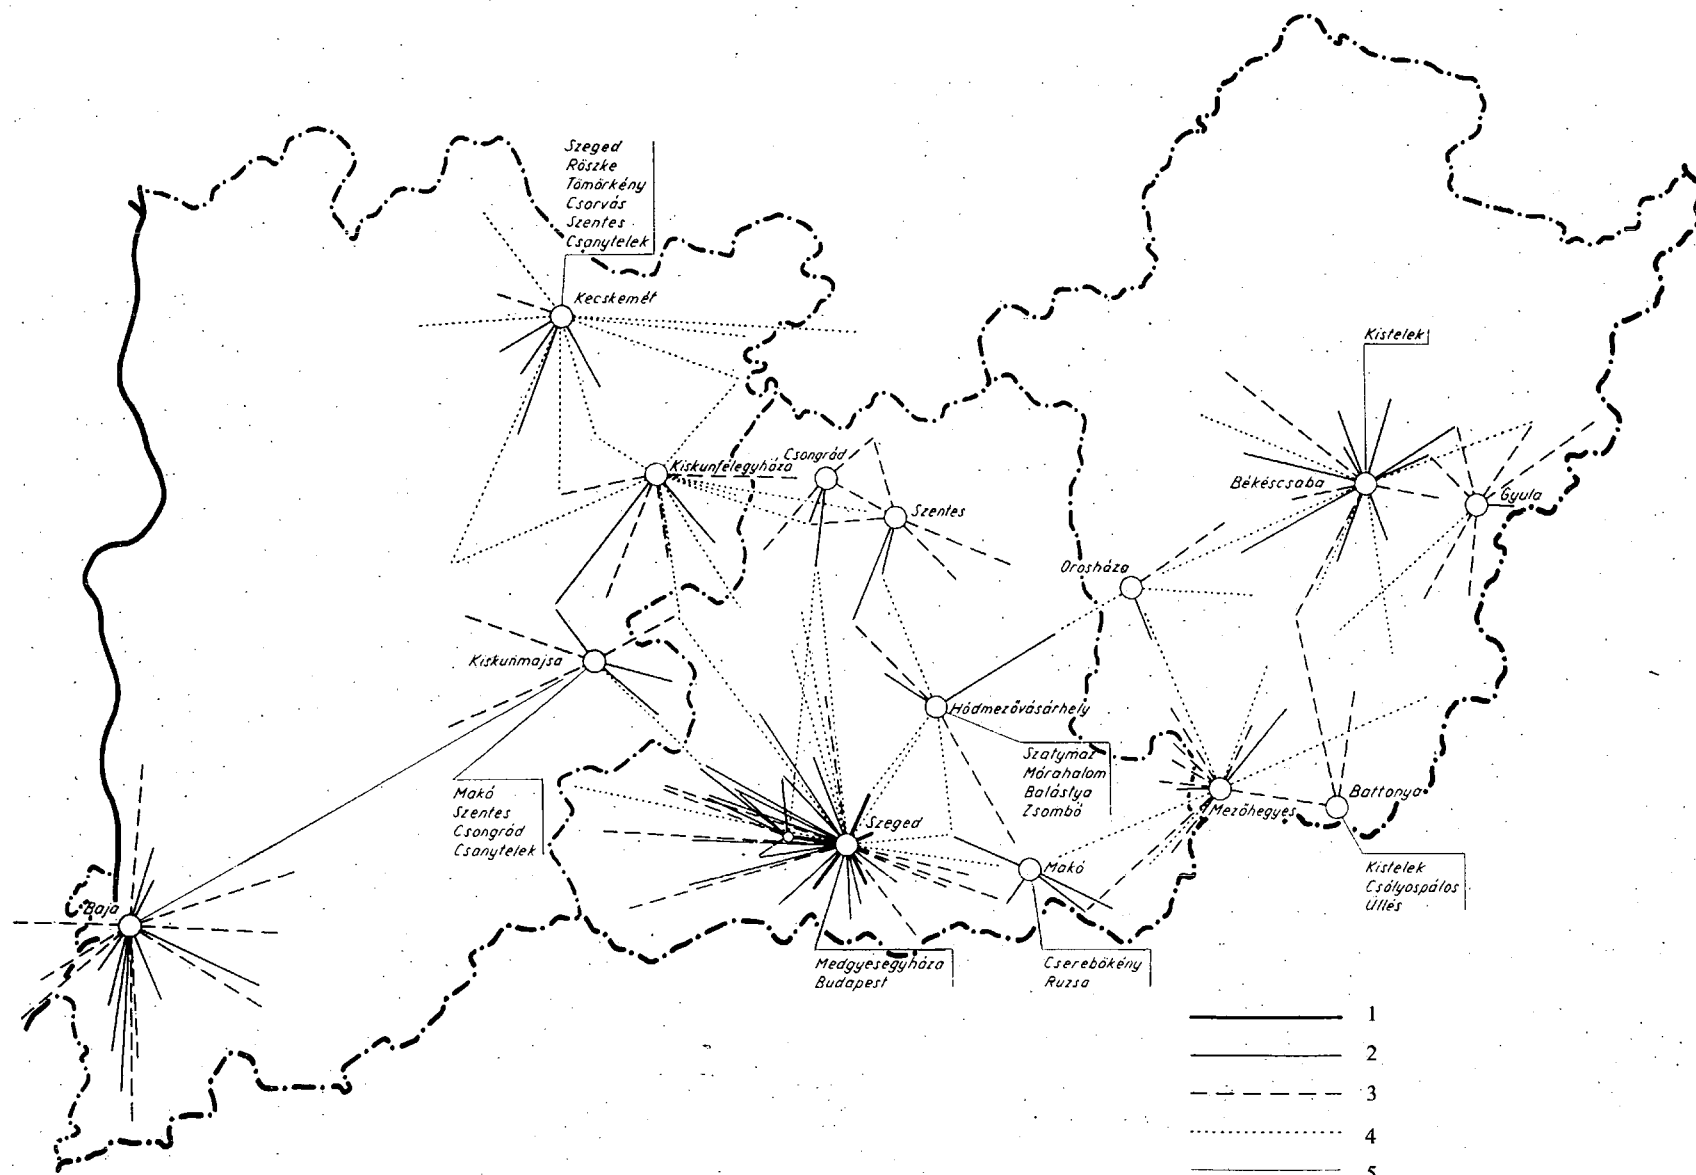 Szeged
Röszke
Tömörkény
Csorvás
Szentes
Csanytelek
Kecskemét
Kistelek
Kiskunfélegyháza
Csongrád
Szentes
Békéscsaba
Gyula
Orosháza
Kiskunmajsa
Hódmezővásárhely
Szatymaz
Mórahalom
Balástya
Zsombó
Makó
Szentes
Csongrád
Csanytelek
Szeged
Mezőhegyes
Battonya
Makó
Kistelek
Csólyospálos
Üllés
Baja
Medgyesegyháza
Budapest
Cserebökény
Ruzsa
1
2
3
4
5